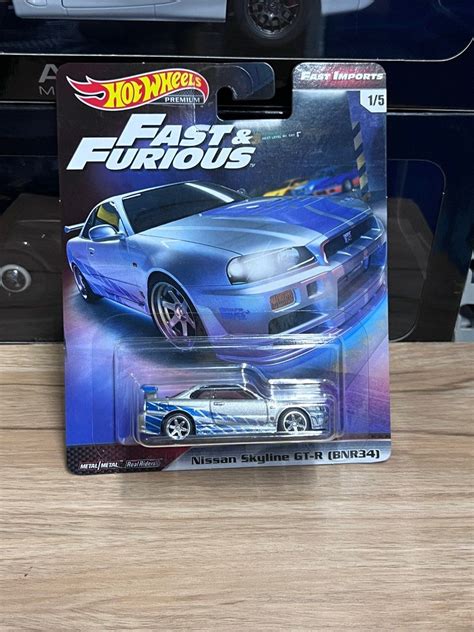 Hot Wheels
PREMIUM
FAST IMPORTS
1/5
FAST &
FURIOUS
Nissan Skyline GT-R (BNR34)
METAL/METAL
Real Riders